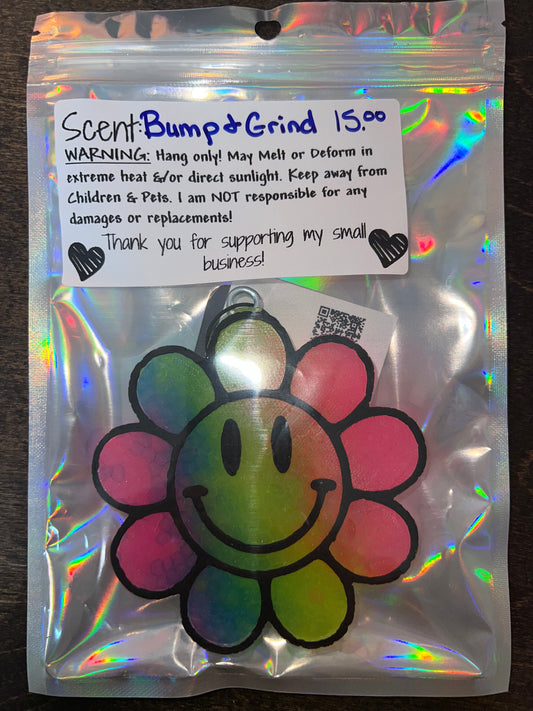 Scent: Bump & Grind 15.00
WARNING: Hang only! May Melt or Deform in
extreme heat &/or direct sunlight. Keep away from
Children & Pets. I am NOT responsible for any
damages or replacements!
Thank you for supporting my small
business!